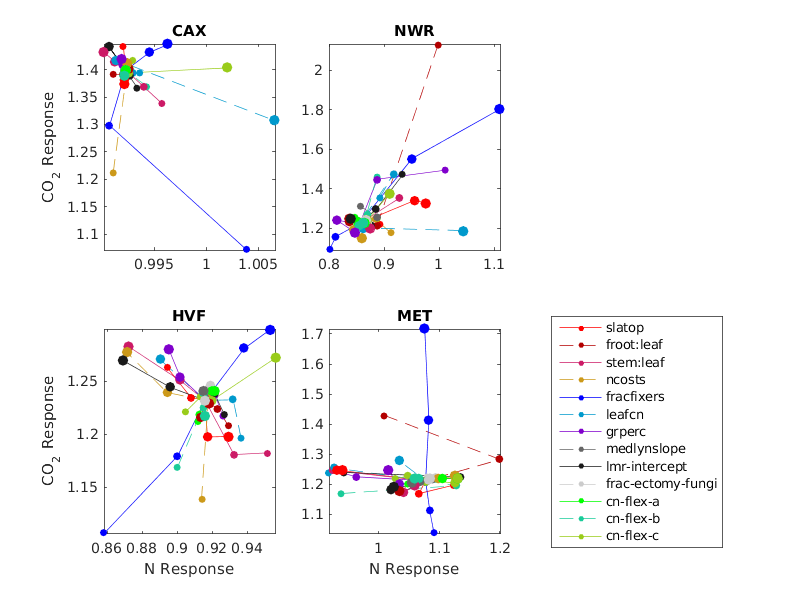 CAX
NWR
1.4
1.35
1.3
1.25
1.2
1.15
1.1
CO2 Response
0.995
1
1.005
2
1.8
1.6
1.4
1.2
0.8
0.9
1
1.1
HVF
MET
1.25
1.2
1.15
CO2 Response
0.86
0.88
0.9
0.92
0.94
N Response
1.7
1.6
1.5
1.4
1.3
1.2
1.1
1
1.1
1.2
N Response
slatop
froot:leaf
stem:leaf
ncosts
fracfixers
leafcn
grperc
medlynslope
lmr-intercept
frac-ectomy-fungi
cn-flex-a
cn-flex-b
cn-flex-c